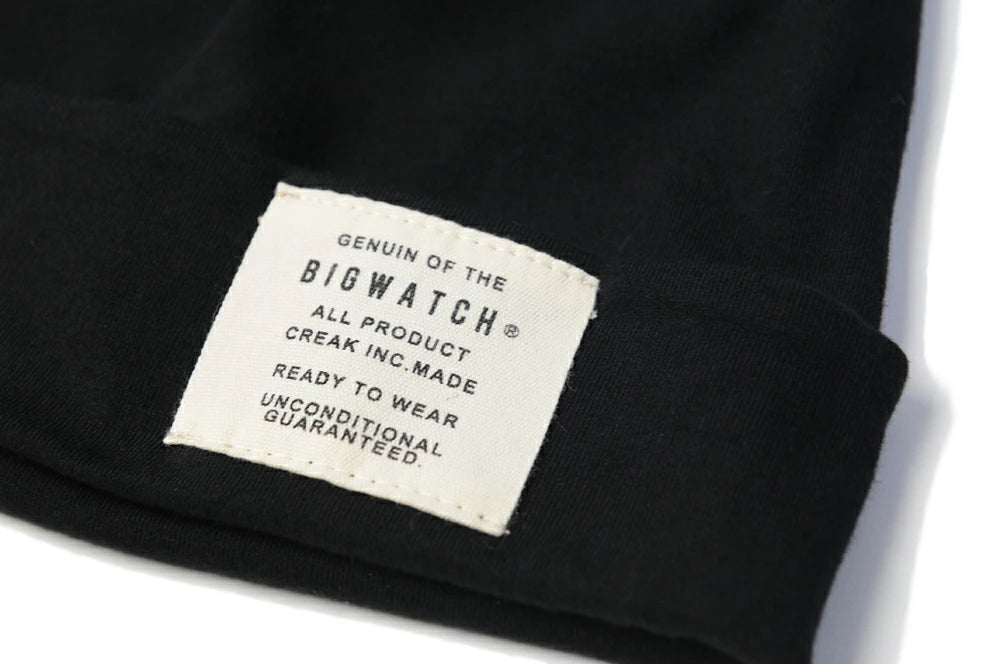 GENUIN OF THE
BIGWATCH®
ALL PRODUCT
CREAK INC.MADE
READY TO WEAR
UNCONDITIONAL
GUARANTEED.